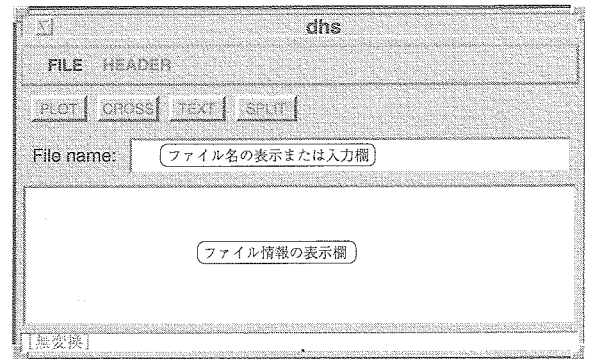 dhs
FILE HEADER
PLOT CROSS TEXT SPLIT
File name: ファイル名の表示または入力欄
ファイル情報の表示欄
[無変換]